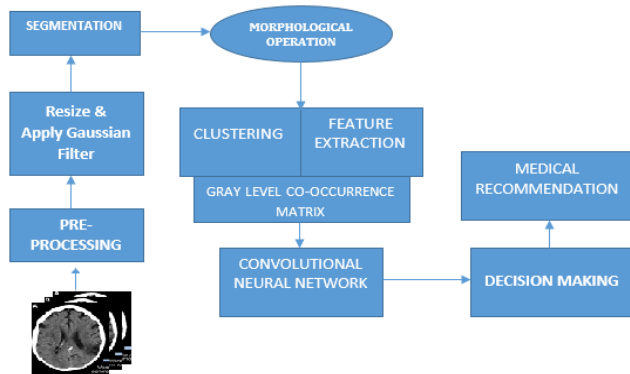 SEGMENTATION
MORPHOLOGICAL
OPERATION
Resize &
Apply Gaussian
Filter
CLUSTERING
FEATURE
EXTRACTION
GRAY LEVEL CO-OCCURRENCE
MATRIX
MEDICAL
RECOMMENDATION
PRE-
PROCESSING
CONVOLUTIONAL
NEURAL NETWORK
DECISION MAKING